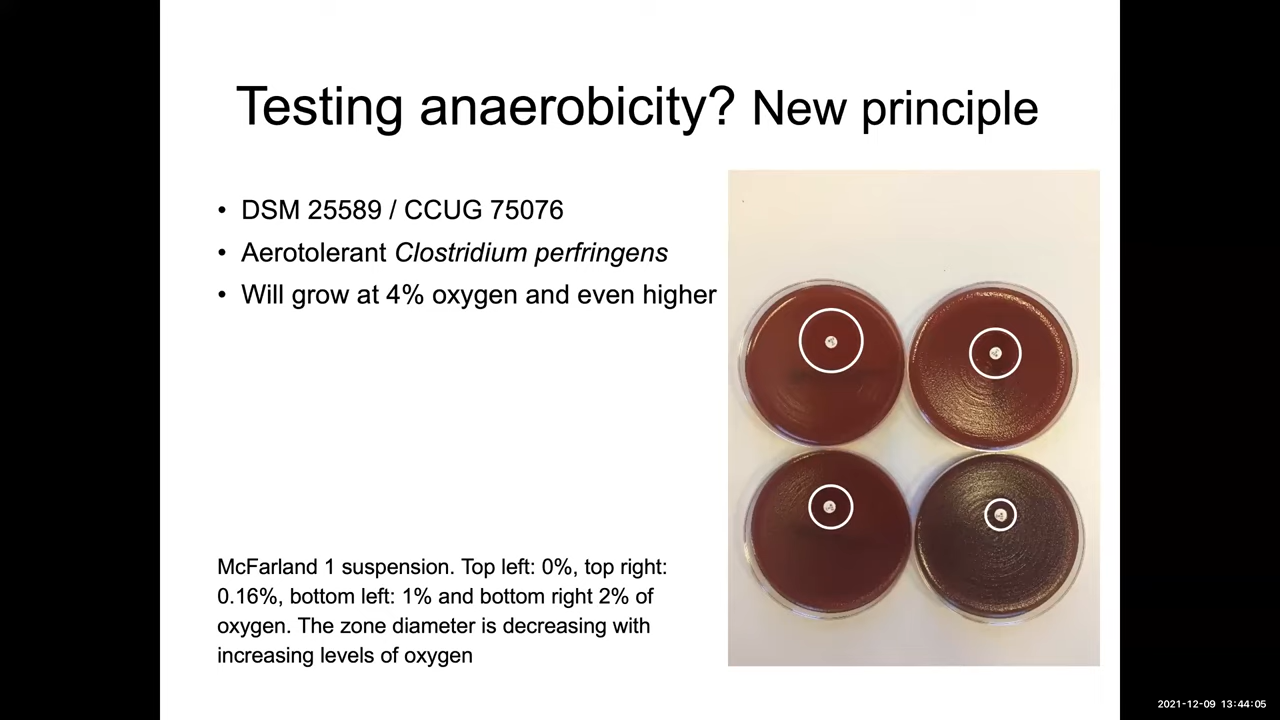 Testing anaerobicity? New principle
• DSM 25589 / CCUG 75076
• Aerotolerant Clostridium perfringens
• Will grow at 4% oxygen and even higher
McFarland 1 suspension. Top left: 0%, top right:
0.16%, bottom left: 1% and bottom right 2% of
oxygen. The zone diameter is decreasing with
increasing levels of oxygen
2021-12-09 13:44:05